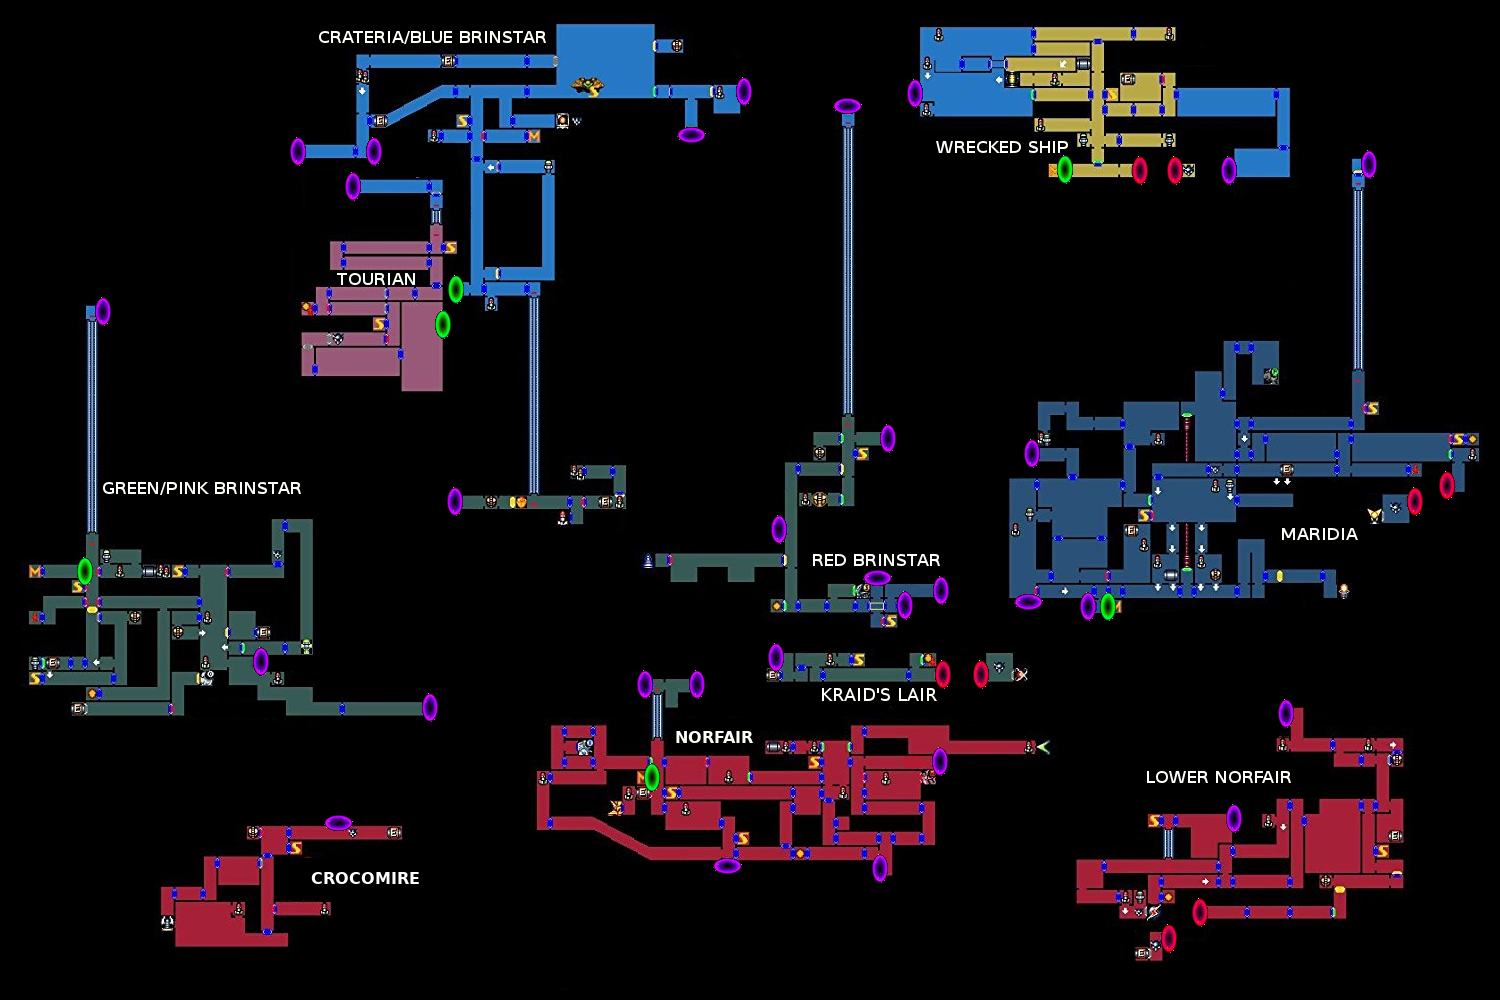 CRATERIA/BLUE BRINSTAR
WRECKED SHIP
TOURIAN
GREEN/PINK BRINSTAR
MARIDIA
RED BRINSTAR
KRAID'S LAIR
NORFAIR
LOWER NORFAIR
CROCOMIRE